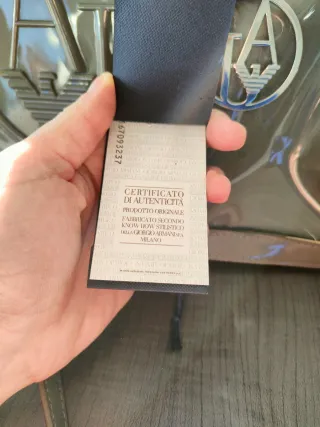 67093237
CERTIFICATO
DI AUTENTICITÀ
PRODOTTO ORIGINALE
FABBRICATO SECONDO
KNOW-HOW STILISTICO
DELLA GIORGIO ARMANI S.p.A.
MILANO